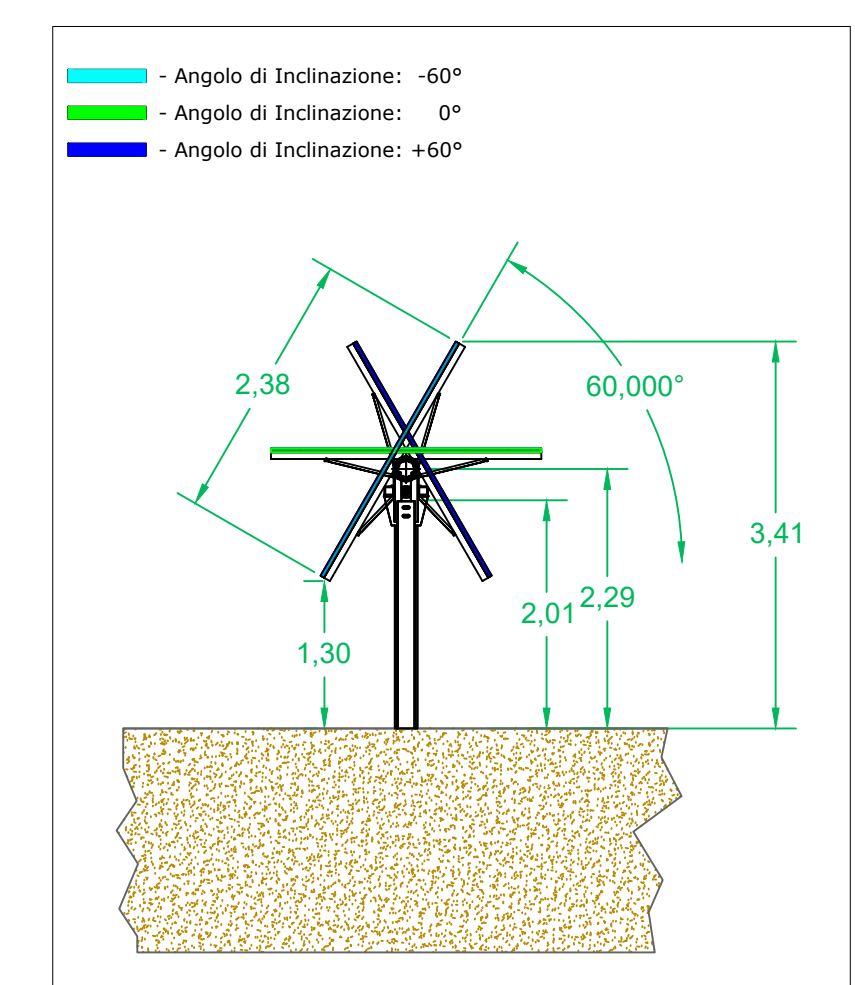 - Angolo di Inclinazione: -60°
- Angolo di Inclinazione: 0°
- Angolo di Inclinazione: +60°
2,38
60,000°
3,41
2,29
2,01
1,30